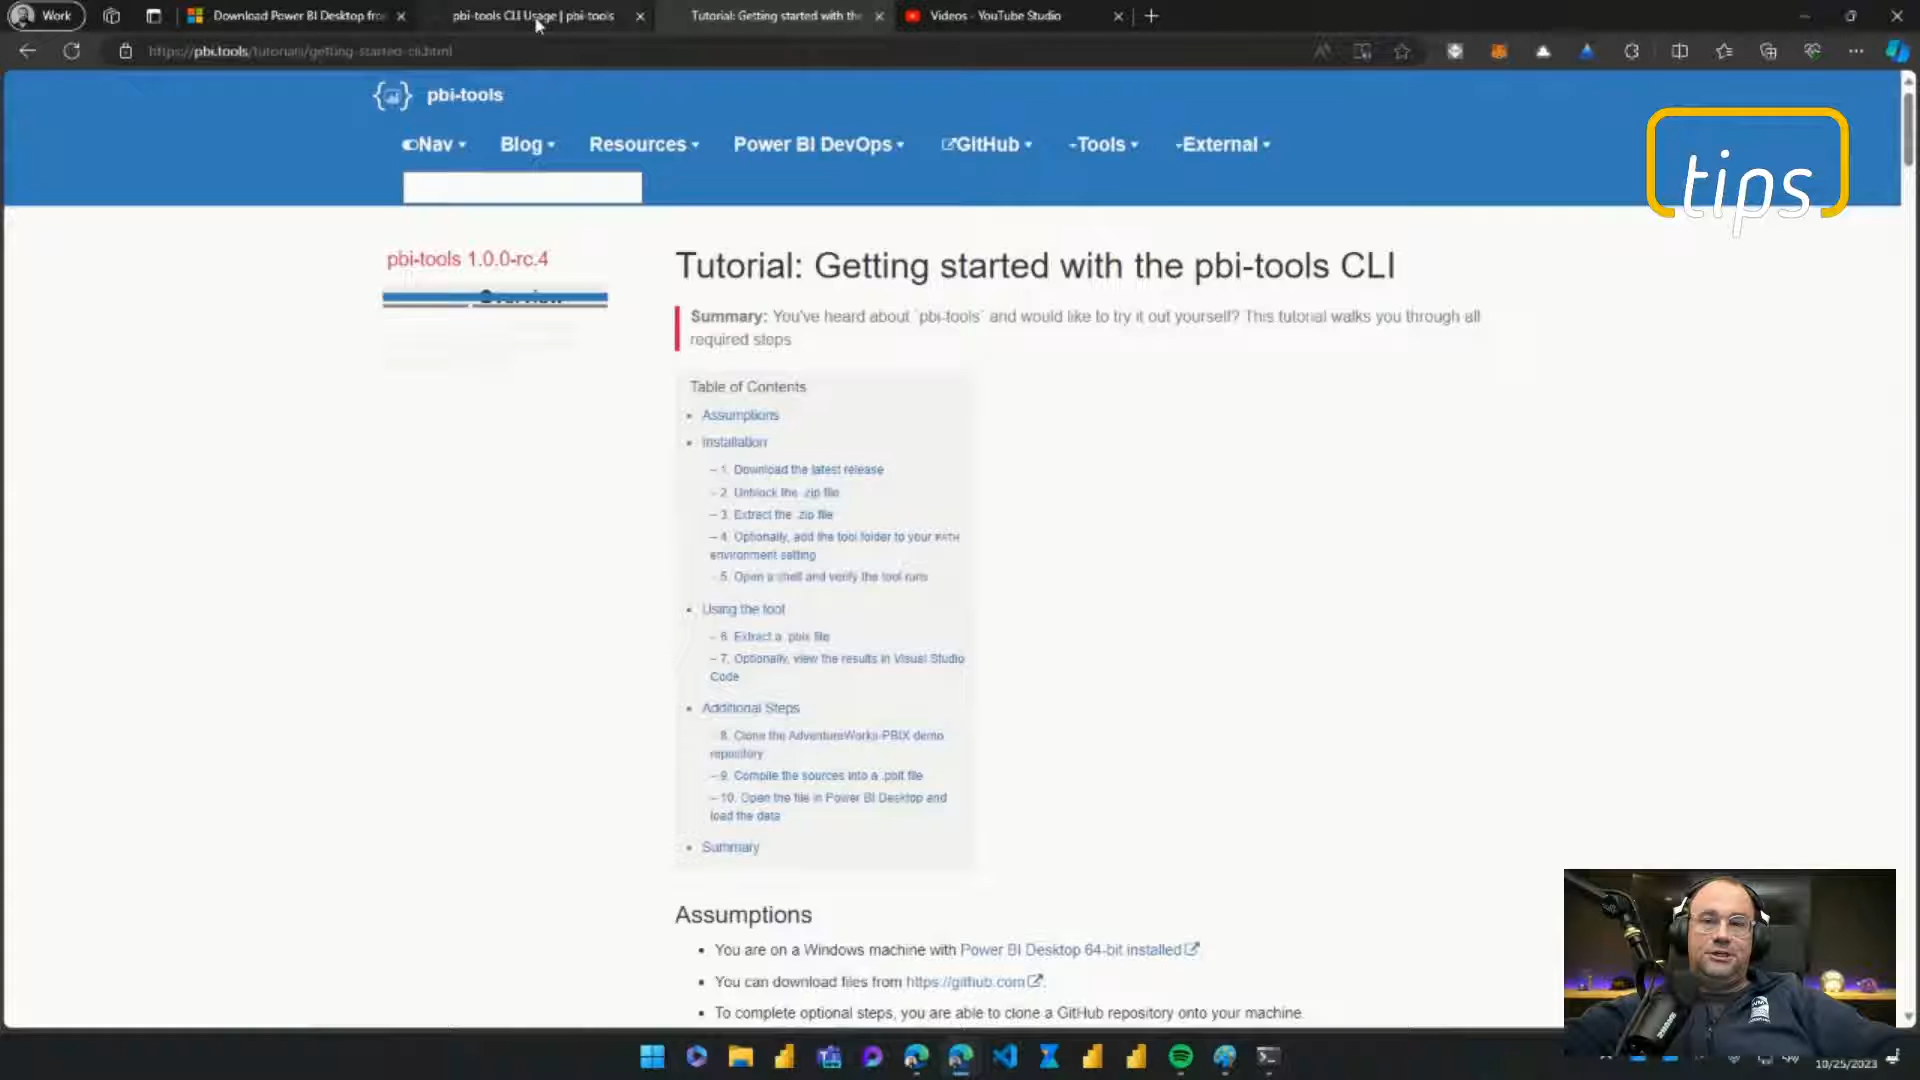 Work
Download Power BI Desktop fro
pbi-tools CLI Usage | pbi-tools
Tutorial: Getting started with the
Videos - YouTube Studio
https://pbi.tools/tutorials/getting-started-cli.html
pbi-tools
Nav
Blog
Resources
Power BI DevOps
GitHub
-Tools
-External
tips
pbi-tools 1.0.0-rc.4
Overview
Tutorial: Getting started with the pbi-tools CLI
Summary: You've heard about `pbi-tools` and would like to try it out yourself? This tutorial walks you through all
required steps
Table of Contents
Assumptions
Installation
– 1. Download the latest release
– 2. Unblock the .zip file
– 3. Extract the .zip file
– 4. Optionally, add the tool folder to your PATH
environment setting
5. Open a shell and verify the tool runs
Using the tool
– 6. Extract a .pbix file
– 7. Optionally, view the results in Visual Studio
Code
Additional Steps
8. Clone the AdventureWorks-PBIX demo
repository
– 9. Compile the sources into a .pbit file
– 10. Open the file in Power BI Desktop and
load the data
Summary
Assumptions
You are on a Windows machine with Power BI Desktop 64-bit installed
You can download files from https://github.com.
To complete optional steps, you are able to clone a GitHub repository onto your machine
10/25/2023